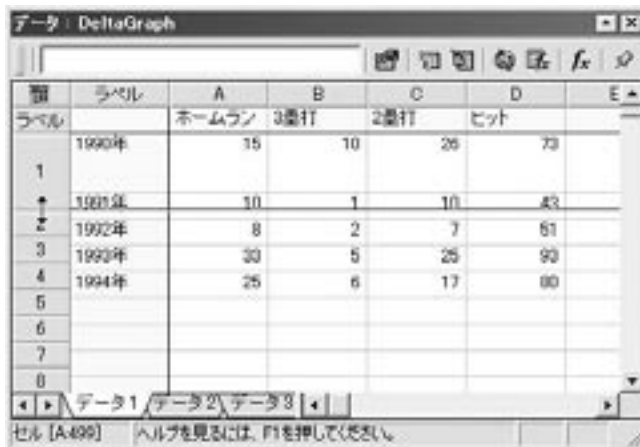 データ : DeltaGraph
ラベル A B C D E
ラベル ホームラン 3塁打 2塁打 ヒット
1 1990年 15 10 26 73
1991年 10 1 10 43
2 1992年 8 2 7 61
3 1993年 33 5 25 93
4 1994年 25 6 17 80
5
6
7
8
データ1 データ2 データ3
セル [A:499] ヘルプを見るには、F1を押してください。